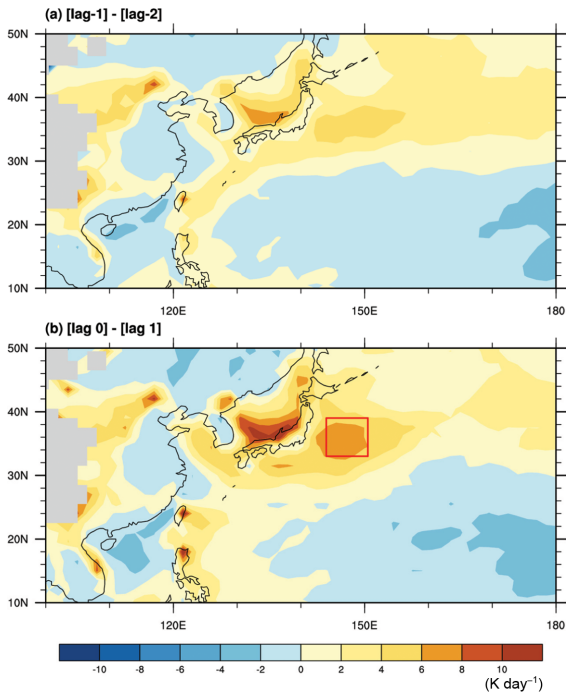 (a) [lag-1] - [lag-2]
50N
40N
30N
20N
10N
120E 150E 180
(b) [lag 0] - [lag 1]
50N
40N
30N
20N
10N
120E 150E 180
-10 -8 -6 -4 -2 0 2 4 6 8 10
(K day⁻¹)